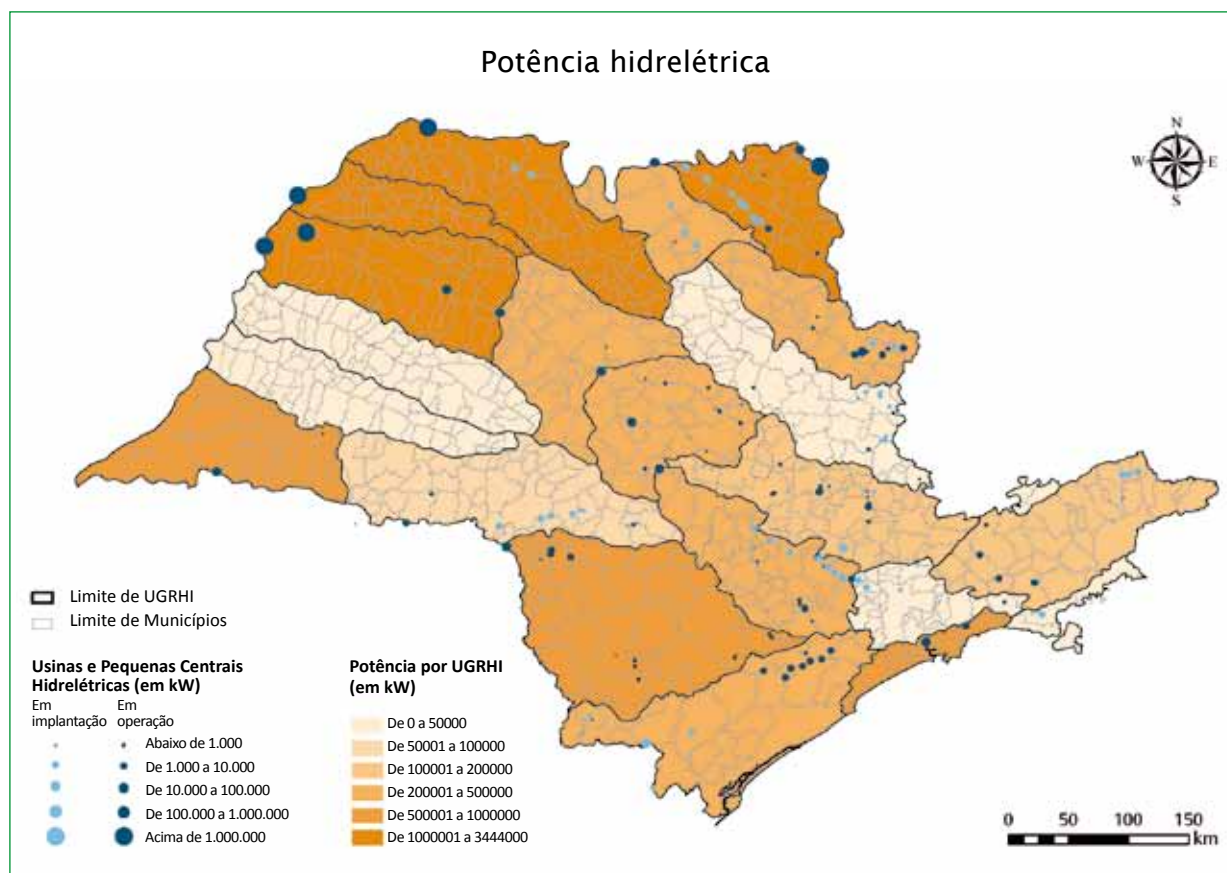 Potência hidrelétrica
N
W E
S
Limite de UGRHI
Limite de Municípios
Usinas e Pequenas Centrais
Hidrelétricas (em kW)
Em
implantação
Em
operação
Abaixo de 1.000
De 1.000 a 10.000
De 10.000 a 100.000
De 100.000 a 1.000.000
Acima de 1.000.000
Potência por UGRHI
(em kW)
De 0 a 50000
De 50001 a 100000
De 100001 a 200000
De 200001 a 500000
De 500001 a 1000000
De 1000001 a 3444000
0 50 100 150
km